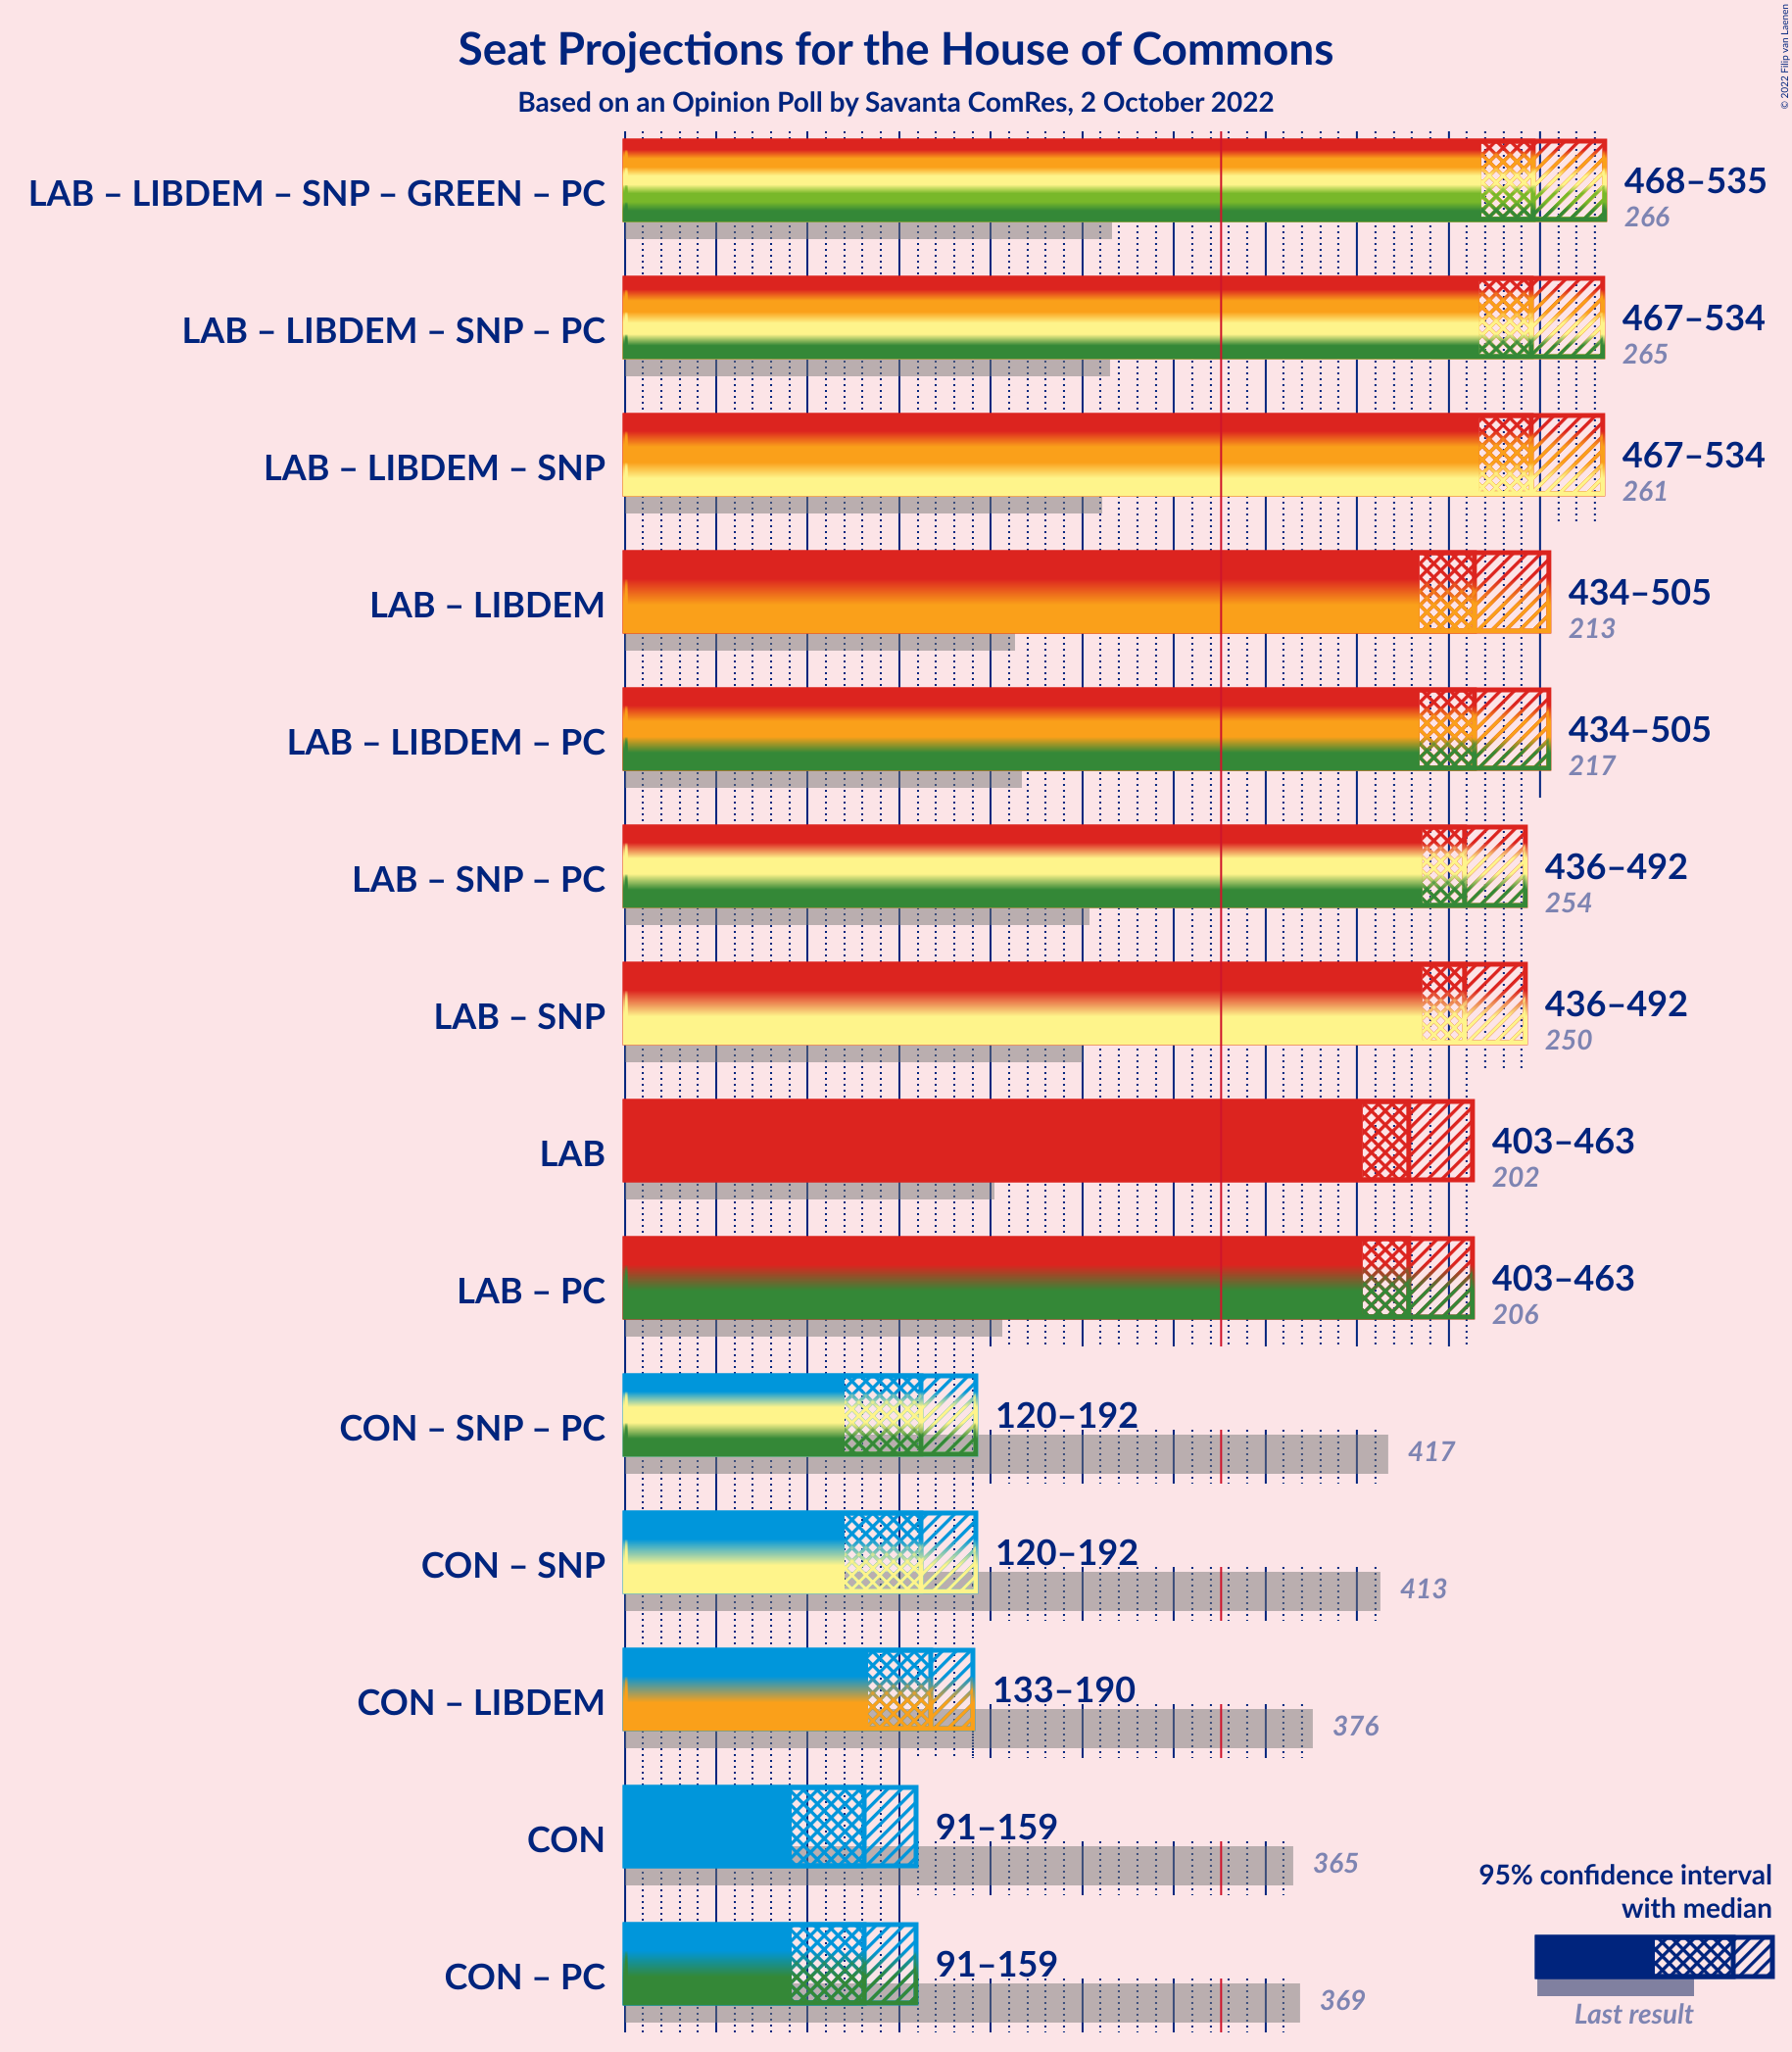 Seat Projections for the House of Commons
Based on an Opinion Poll by Savanta ComRes, 2 October 2022
© 2022 Filip van Laenen
LAB – LIBDEM – SNP – GREEN – PC
468–535
266
LAB – LIBDEM – SNP – PC
467–534
265
LAB – LIBDEM – SNP
467–534
261
LAB – LIBDEM
434–505
213
LAB – LIBDEM – PC
434–505
217
LAB – SNP – PC
436–492
254
LAB – SNP
436–492
250
LAB
403–463
202
LAB – PC
403–463
206
CON – SNP – PC
120–192
417
CON – SNP
120–192
413
CON – LIBDEM
133–190
376
CON
91–159
365
CON – PC
91–159
369
95% confidence interval
with median
Last result